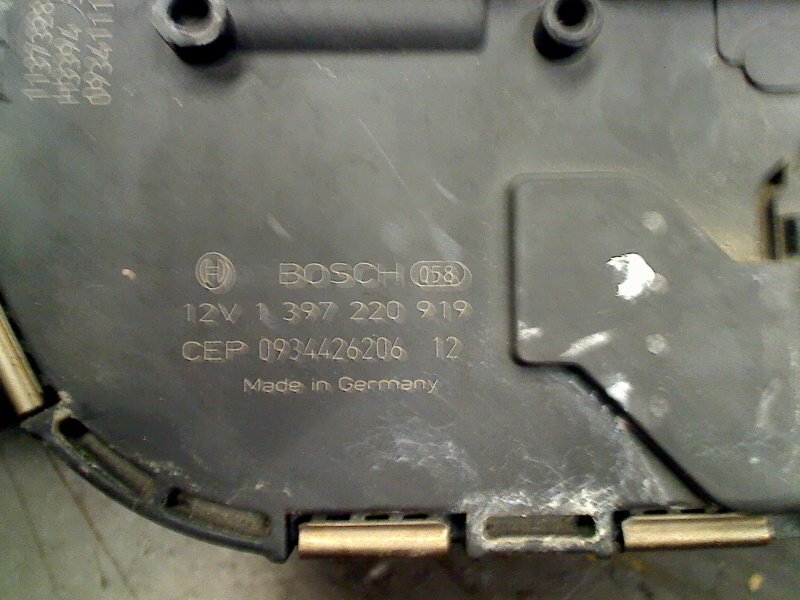 BOSCH 058
12V 1 397 220 919
CEP 0934426206 12
Made in Germany